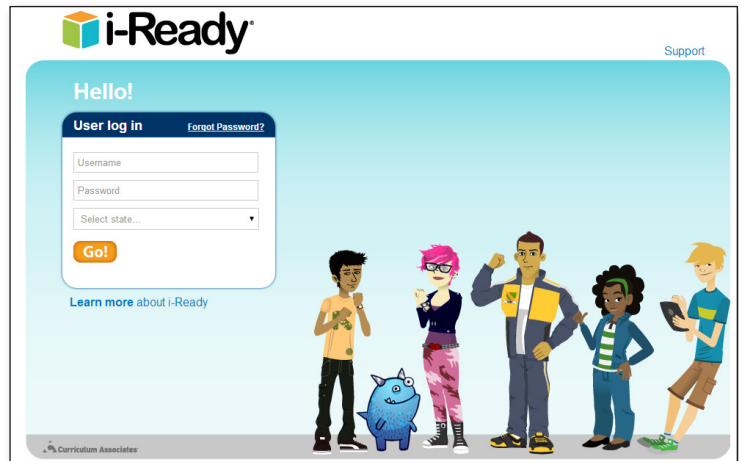 i-Ready
Support
Hello!
User log in Forgot Password?
Username
Password
Select state...
Go!
Learn more about i-Ready
Curriculum Associates